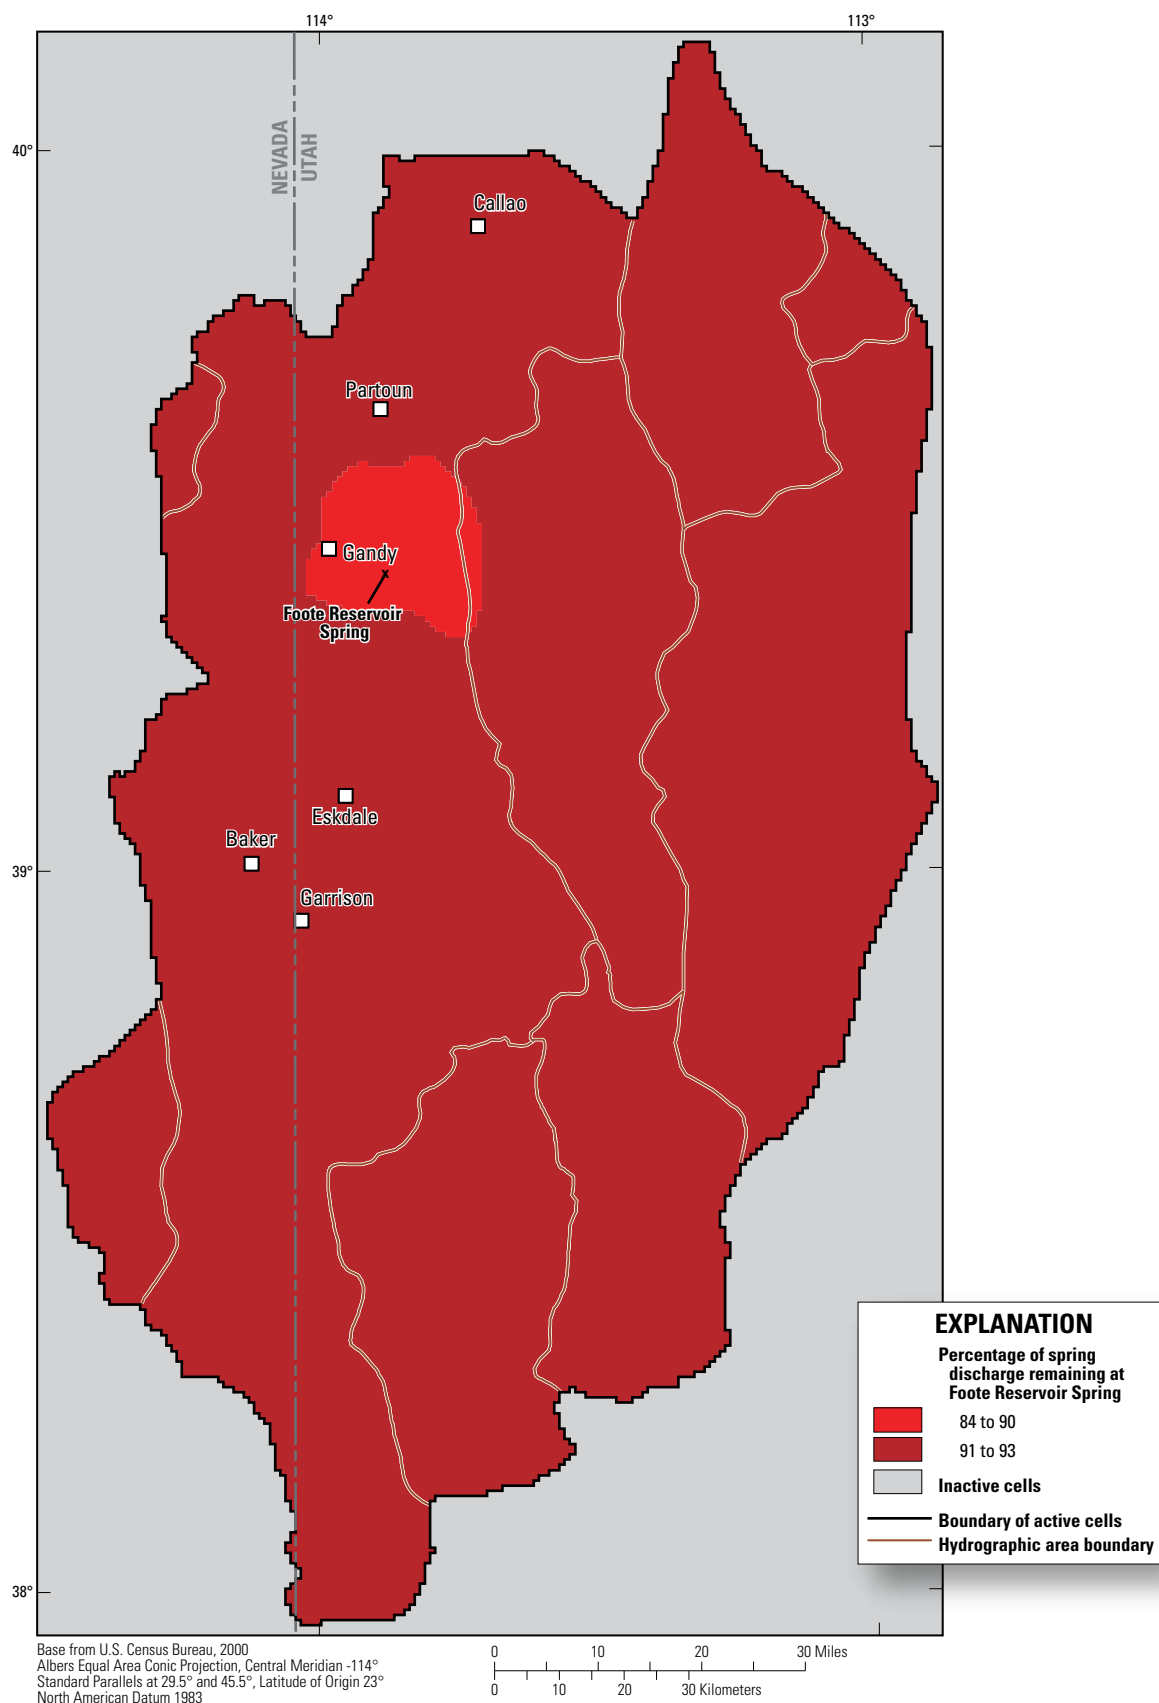 114°
113°
40°
NEVADA
UTAH
Callao
Partoun
Gandy
x
Foote Reservoir
Spring
Eskdale
Baker
39°
Garrison
EXPLANATION
Percentage of spring
discharge remaining at
Foote Reservoir Spring
84 to 90
91 to 93
Inactive cells
Boundary of active cells
Hydrographic area boundary
38°
Base from U.S. Census Bureau, 2000
Albers Equal Area Conic Projection, Central Meridian -114°
Standard Parallels at 29.5° and 45.5°, Latitude of Origin 23°
North American Datum 1983
0 10 20 30 Miles
0 10 20 30 Kilometers